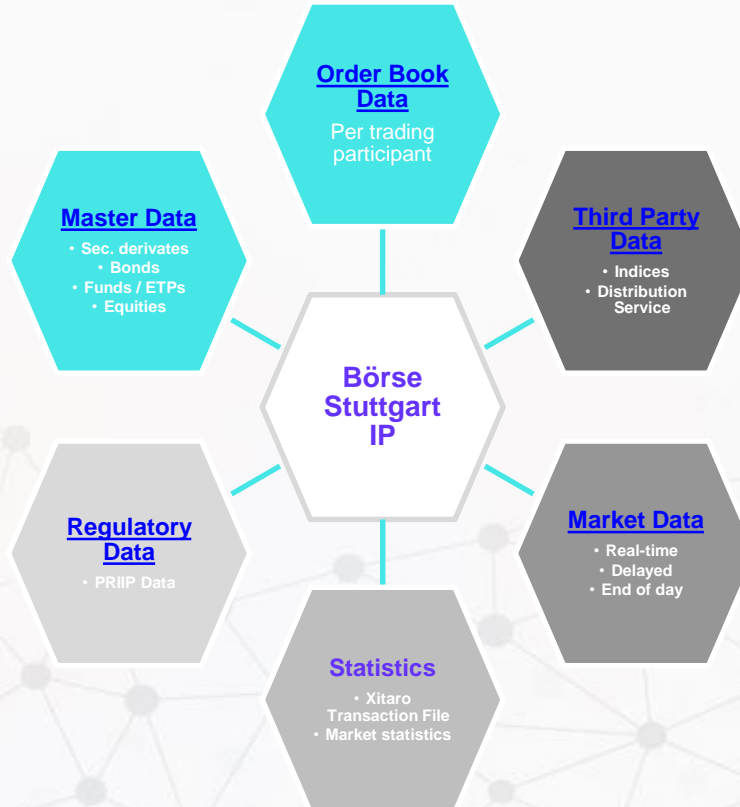 Order Book
Data
Per trading
participant
Master Data
• Sec. derivates
• Bonds
• Funds / ETPs
• Equities
Third Party
Data
• Indices
• Distribution
Service
Börse
Stuttgart
IP
Regulatory
Data
• PRIIP Data
Market Data
• Real-time
• Delayed
• End of day
Statistics
• Xitaro
Transaction File
• Market statistics